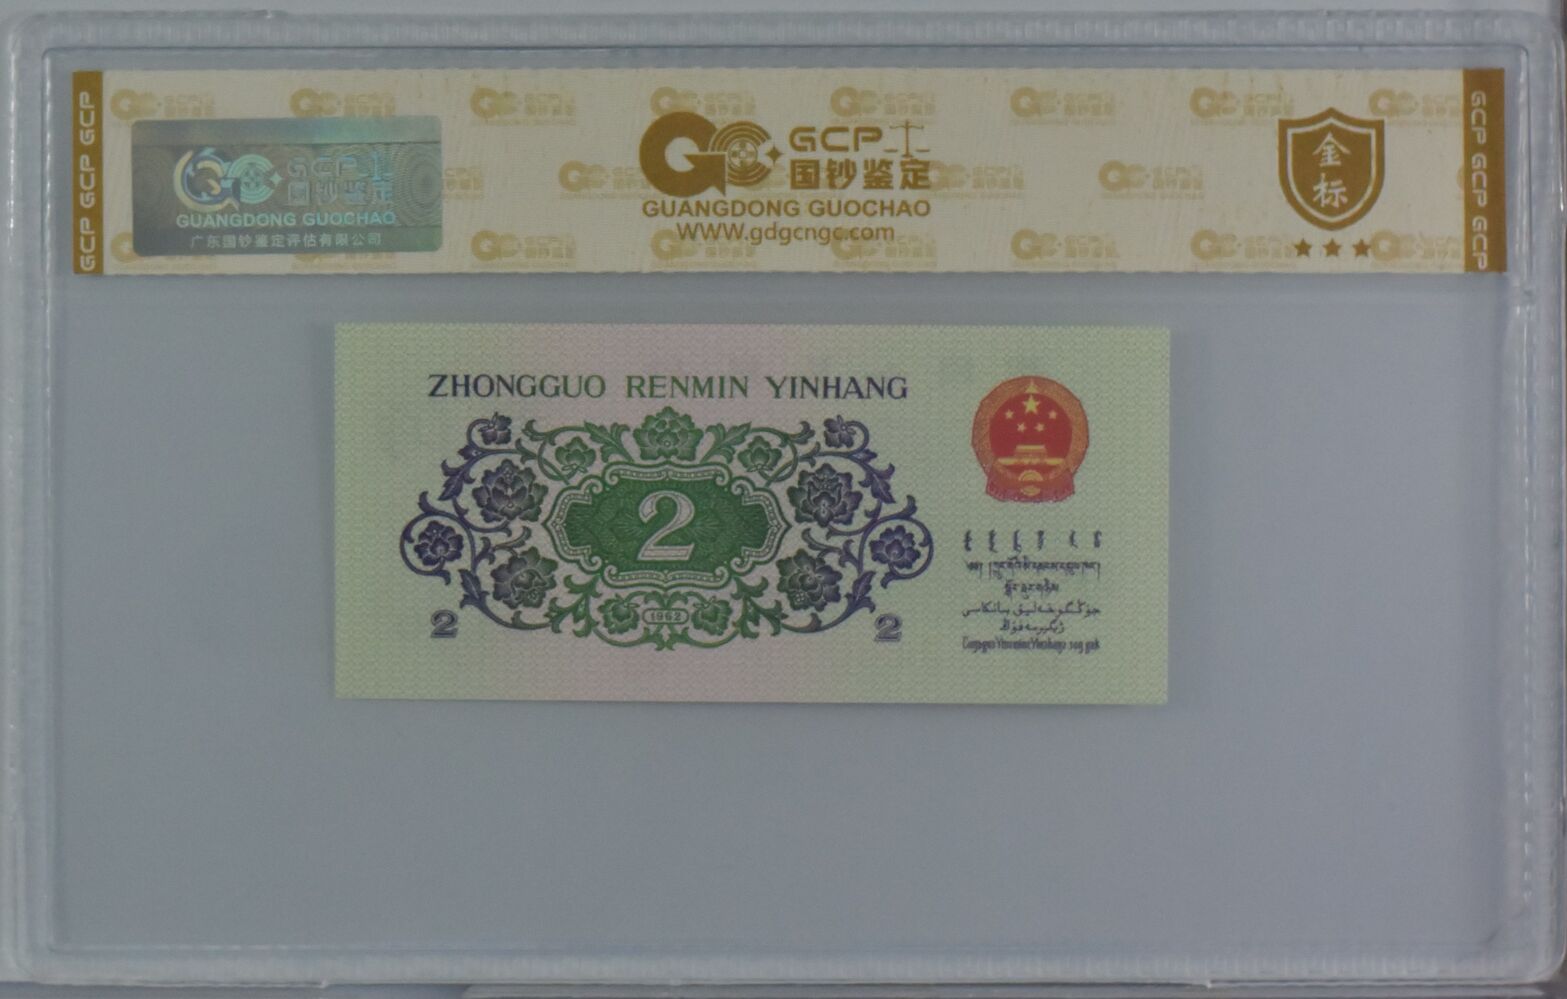 GCP GCP GCP
GCP
国钞鉴定
GUANGDONG GUOCHAO
广东国钞鉴定评估有限公司
GCP
国钞鉴定
GUANGDONG GUOCHAO
WWW.gdgcngc.com
金标
GCP GCP GCP
ZHONGGUO RENMIN YINHANG
2
1962
2
2